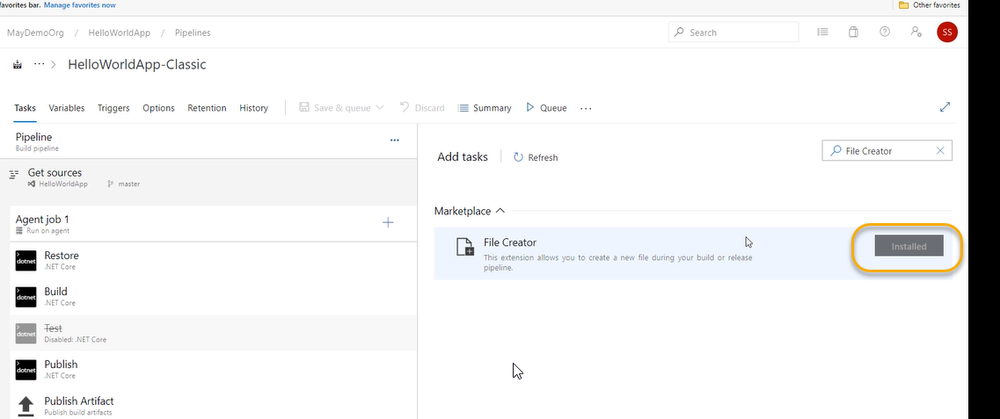 favorites bar. Manage favorites now
Other favorites
MayDemoOrg / HelloWorldApp / Pipelines
Search
SS
··· > HelloWorldApp-Classic
Tasks Variables Triggers Options Retention History Save & queue Discard Summary Queue ···
Pipeline
Build pipeline
Get sources
HelloWorldApp master
Agent job 1
Run on agent
Restore
dotnet
.NET Core
Build
dotnet
.NET Core
Test
dotnet
Disabled: .NET Core
Publish
dotnet
.NET Core
Publish Artifact
Publish build artifacts
Add tasks Refresh
File Creator
Marketplace
File Creator
This extension allows you to create a new file during your build or release
pipeline.
Installed